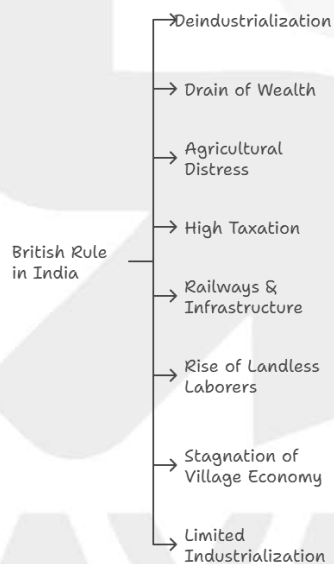 Deindustrialization
Drain of Wealth
Agricultural
Distress
High Taxation
British Rule
in India
Railways &
Infrastructure
Rise of Landless
Laborers
Stagnation of
Village Economy
Limited
Industrialization